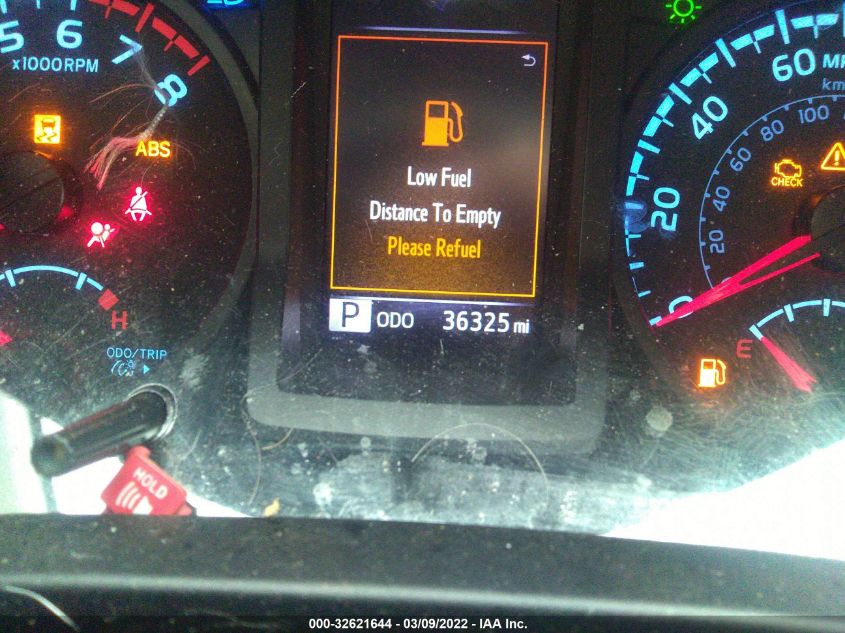 5 6 7 8
x1000RPM
ABS
H
ODO/TRIP
HOLD
Low Fuel
Distance To Empty
Please Refuel
P ODO 36325 mi
0 20 40 60
20 40 60 80 100
CHECK
E
000-32621644 - 03/09/2022 - IAA Inc.